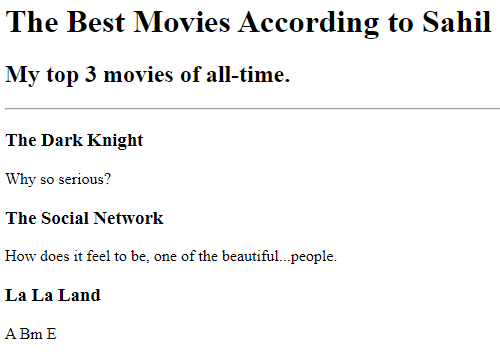 The Best Movies According to Sahil
My top 3 movies of all-time.
The Dark Knight
Why so serious?
The Social Network
How does it feel to be, one of the beautiful...people.
La La Land
A Bm E